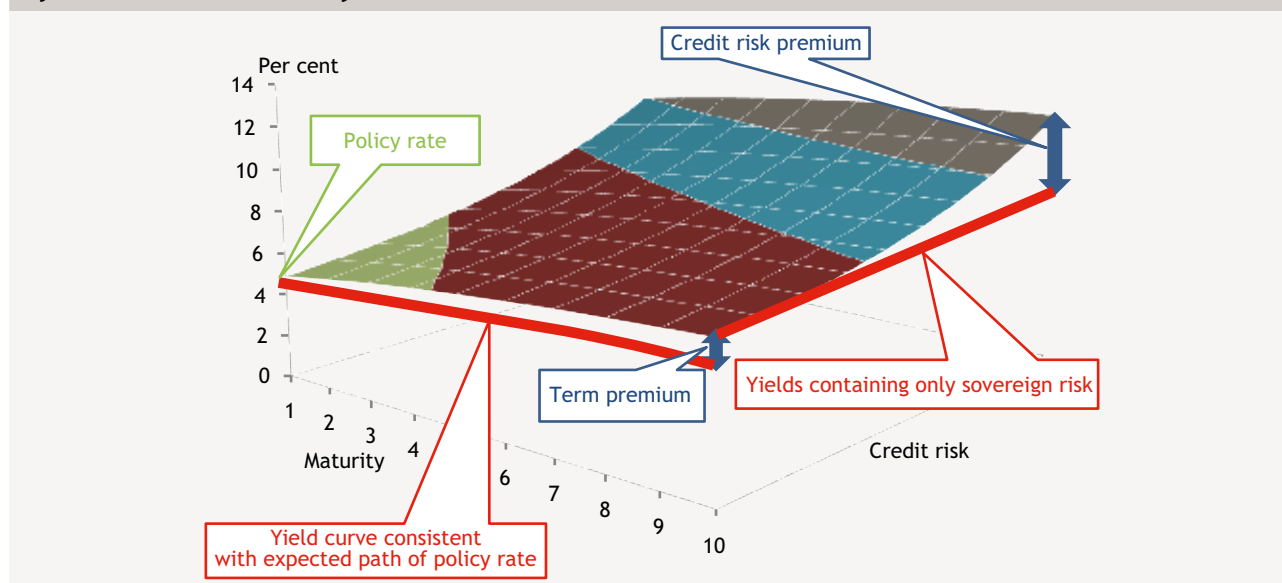 Credit risk premium
Per cent
14
12
10
8
6
4
2
0
Policy rate
Term premium
Yields containing only sovereign risk
1
2
3
4
6
7
8
9
10
Maturity
Credit risk
Yield curve consistent
with expected path of policy rate